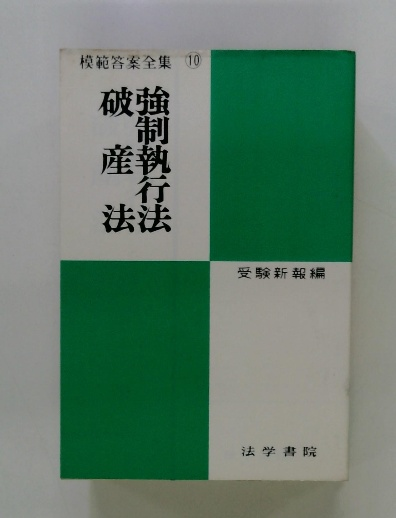 模範答案全集 ⑩
強制執行法
破産法
受験新報編
法学書院